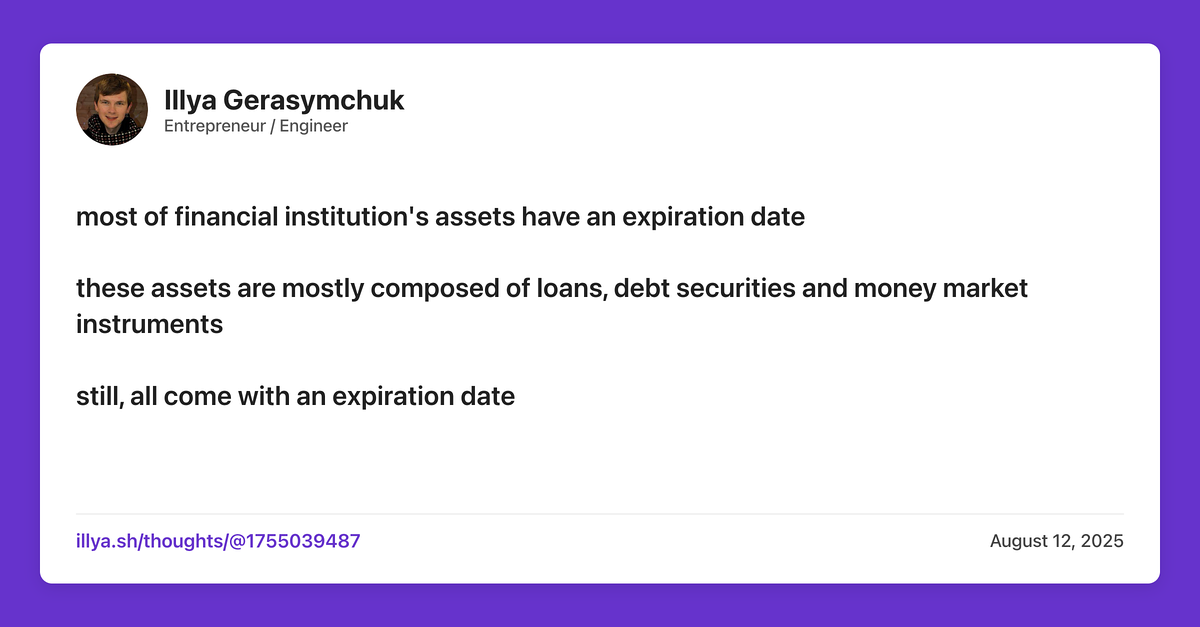 Illya Gerasymchuk
Entrepreneur / Engineer
most of financial institution's assets have an expiration date
these assets are mostly composed of loans, debt securities and money market
instruments
still, all come with an expiration date
illya.sh/thoughts/@1755039487
August 12, 2025